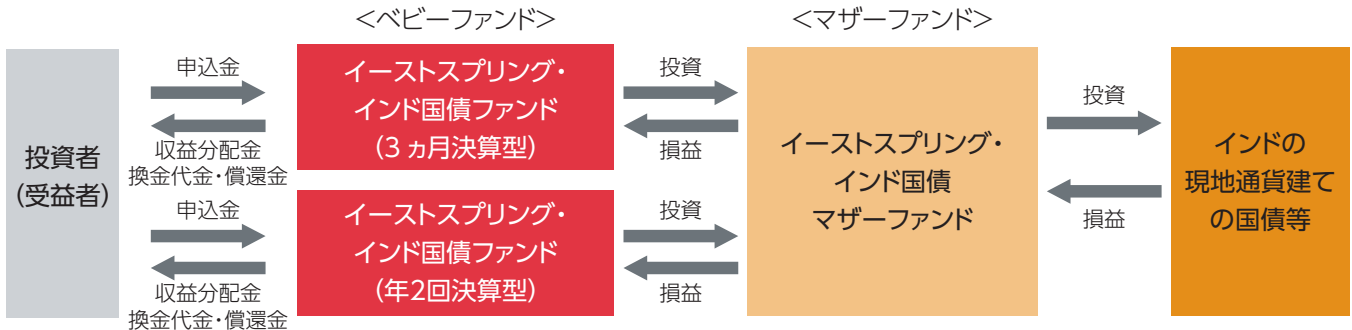 <ベビーファンド>
<マザーファンド>
投資者
(受益者)
申込金
収益分配金
換金代金・償還金
申込金
収益分配金
換金代金・償還金
イーストスプリング・
インド国債ファンド
(3ヵ月決算型)
イーストスプリング・
インド国債ファンド
(年2回決算型)
投資
損益
投資
損益
イーストスプリング・
インド国債
マザーファンド
投資
損益
インドの
現地通貨建て
の国債等